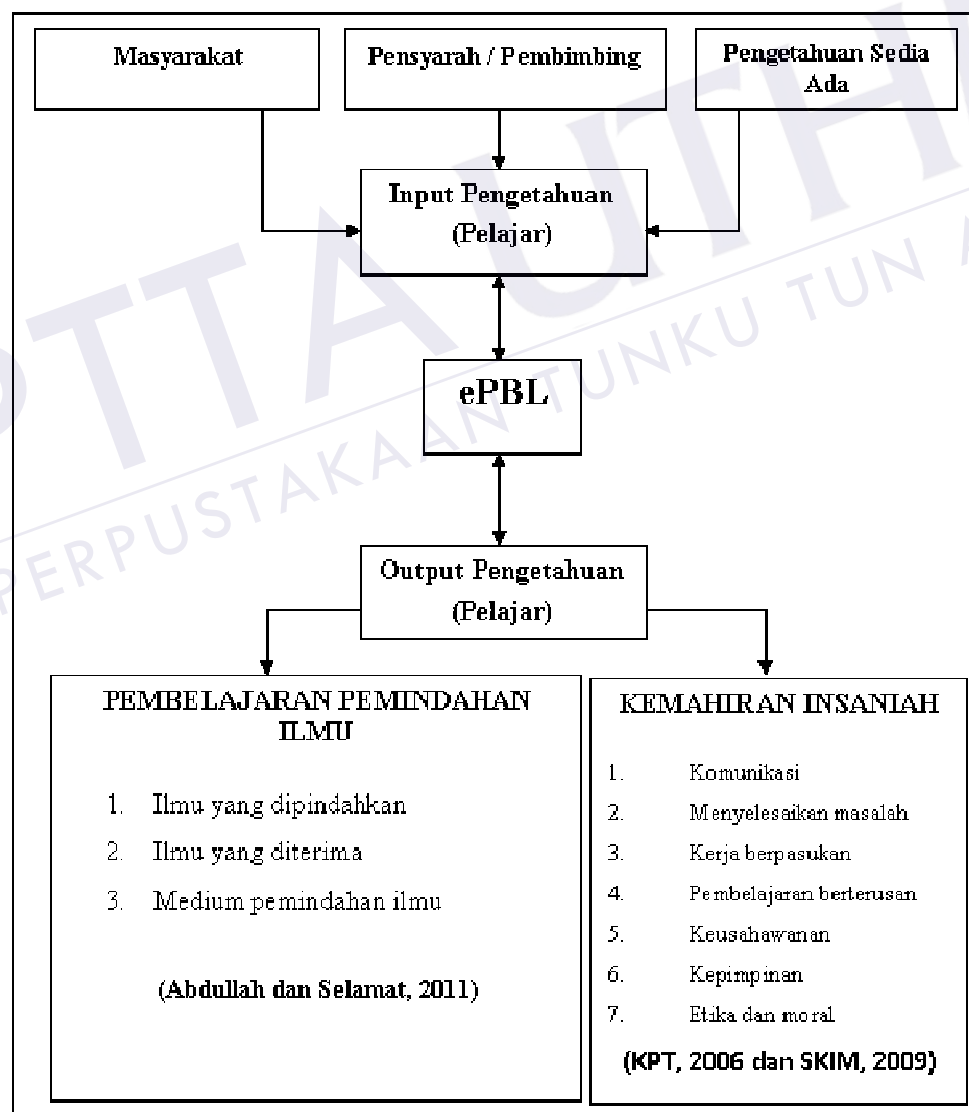 Masyarakat
Pensyarah / Pembimbing
Pengetahuan Sedia
Ada
Input Pengetahuan
(Pelajar)
ePBL
Output Pengetahuan
(Pelajar)
PEMBELAJARAN PEMINDAHAN
ILMU
1. Ilmu yang dipindahkan
2. Ilmu yang diterima
3. Medium pemindahan ilmu
(Abdullah dan Selamat, 2011)
KEMAHIRAN INSANIAH
1. Komunikasi
2. Menyelesaikan masalah
3. Kerja berpasukan
4. Pembelajaran berterusan
5. Keusahawanan
6. Kepimpinan
7. Etika dan moral
(KPT, 2006 dan SKIM, 2009)
PTTA UTH
PERPUSTAKAAN TUNKU TUN A